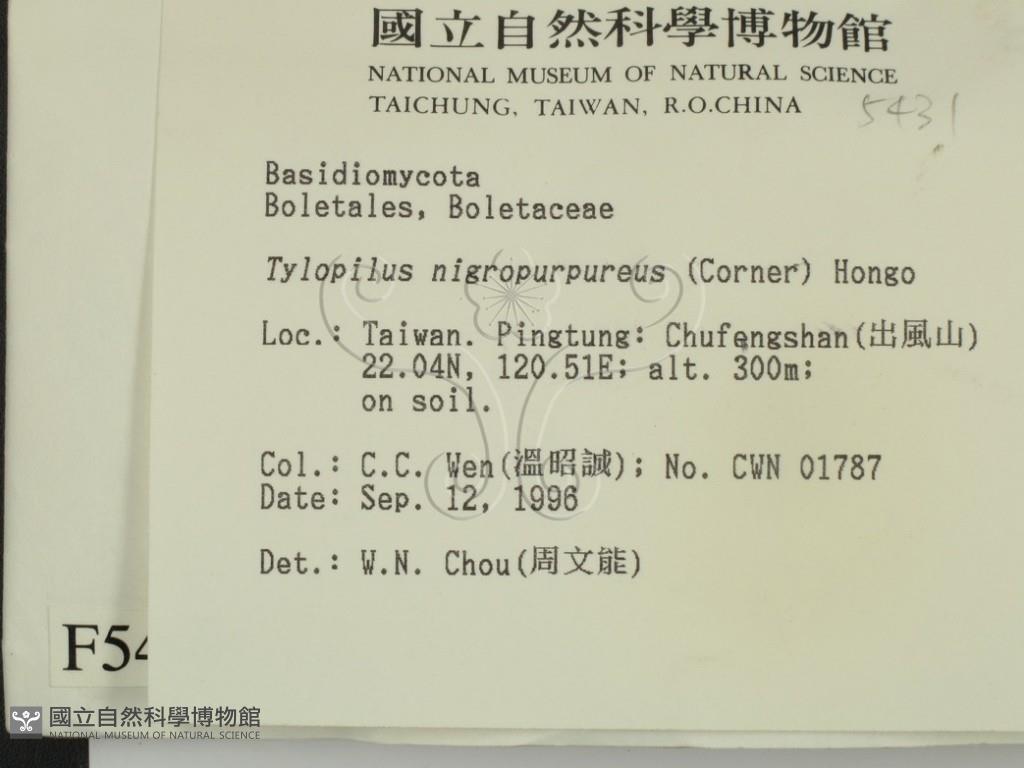 國立自然科學博物館
NATIONAL MUSEUM OF NATURAL SCIENCE
TAICHUNG, TAIWAN, R.O.CHINA
5431
Basidiomycota
Boletales, Boletaceae
Tylopilus nigropurpureus (Corner) Hongo
Loc.: Taiwan. Pingtung: Chufengshan(出風山)
22.04N, 120.51E; alt. 300m;
on soil.
Col.: C.C. Wen(溫昭誠); No. CWN 01787
Date: Sep. 12, 1996
Det.: W.N. Chou(周文能)
F54
國立自然科學博物館
NATIONAL MUSEUM OF NATURAL SCIENCE